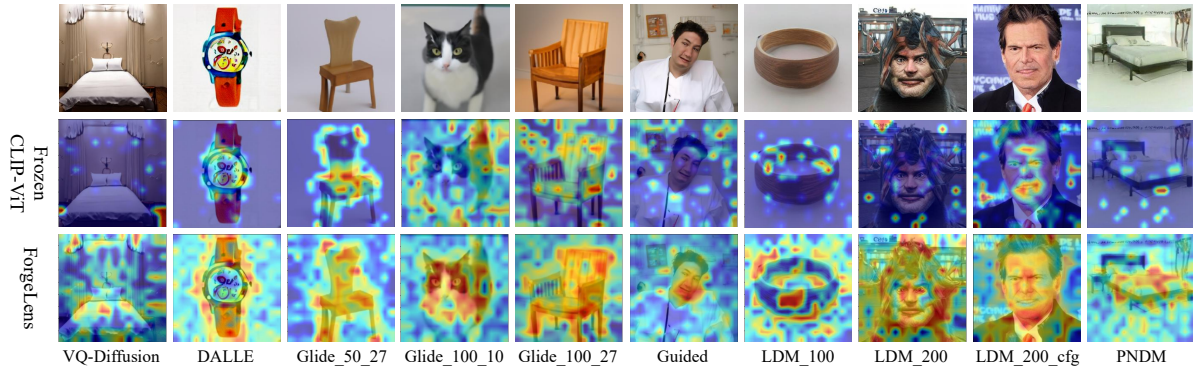 Frozen
CLIP-ViT
ForgeLens
VQ-Diffusion DALLE Glide_50_27 Glide_100_10 Glide_100_27 Guided LDM_100 LDM_200 LDM_200_cfg PNDM